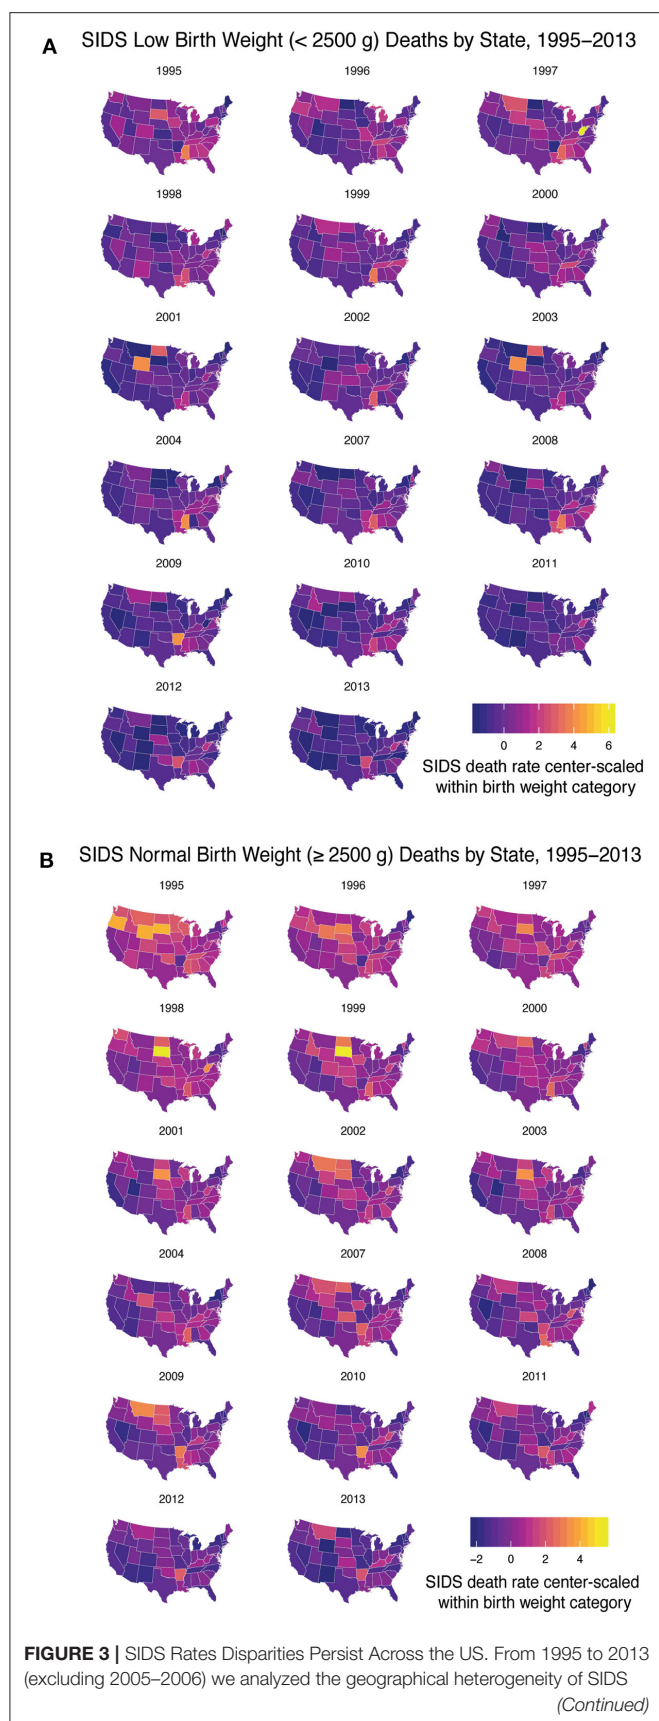 A SIDS Low Birth Weight (< 2500 g) Deaths by State, 1995–2013
1995 1996 1997
1998 1999 2000
2001 2002 2003
2004 2007 2008
2009 2010 2011
2012 2013
0 2 4 6
SIDS death rate center-scaled
within birth weight category
B SIDS Normal Birth Weight (≥ 2500 g) Deaths by State, 1995–2013
1995 1996 1997
1998 1999 2000
2001 2002 2003
2004 2007 2008
2009 2010 2011
2012 2013
−2 0 2 4
SIDS death rate center-scaled
within birth weight category
FIGURE 3 | SIDS Rates Disparities Persist Across the US. From 1995 to 2013
(excluding 2005–2006) we analyzed the geographical heterogeneity of SIDS
(Continued)